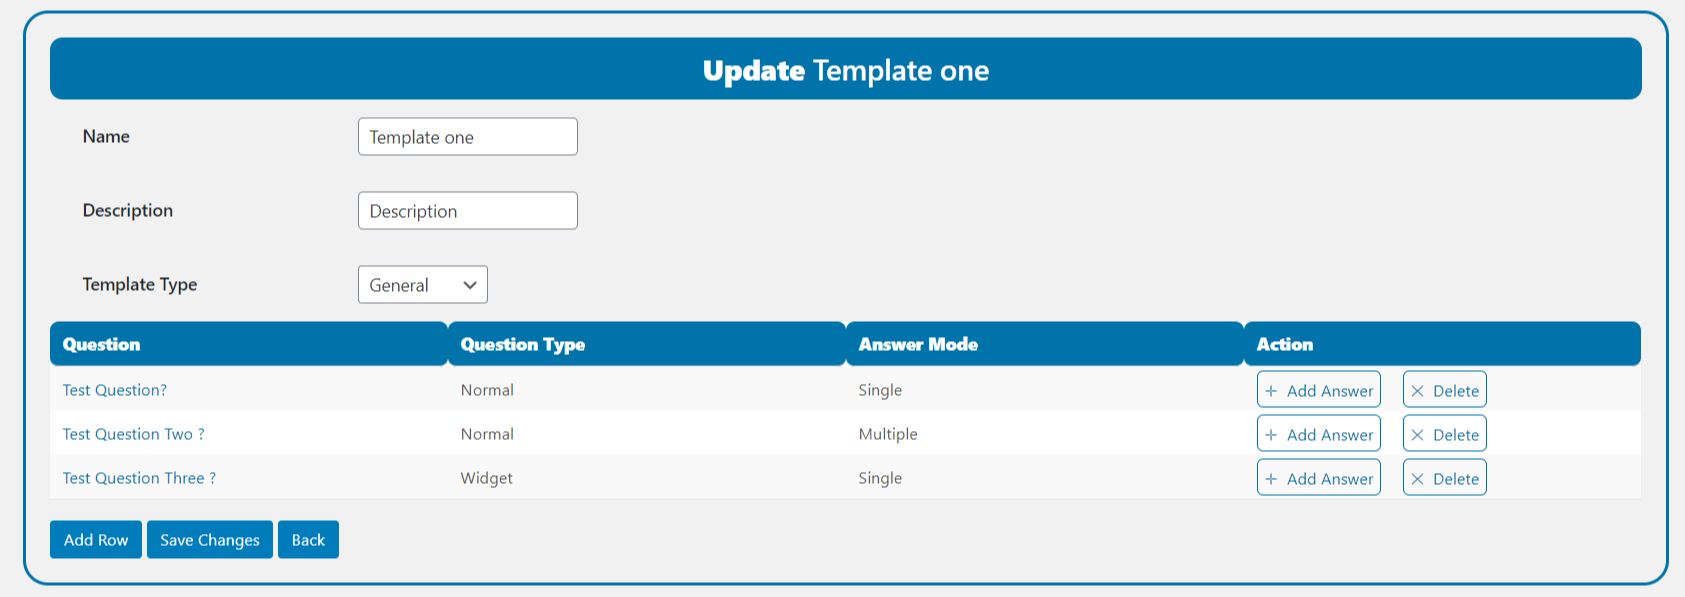 Update Template one
Name Template one
Description Description
Template Type General
Question Question Type Answer Mode Action
Test Question? Normal Single Add Answer Delete
Test Question Two ? Normal Multiple Add Answer Delete
Test Question Three ? Widget Single Add Answer Delete
Add Row Save Changes Back